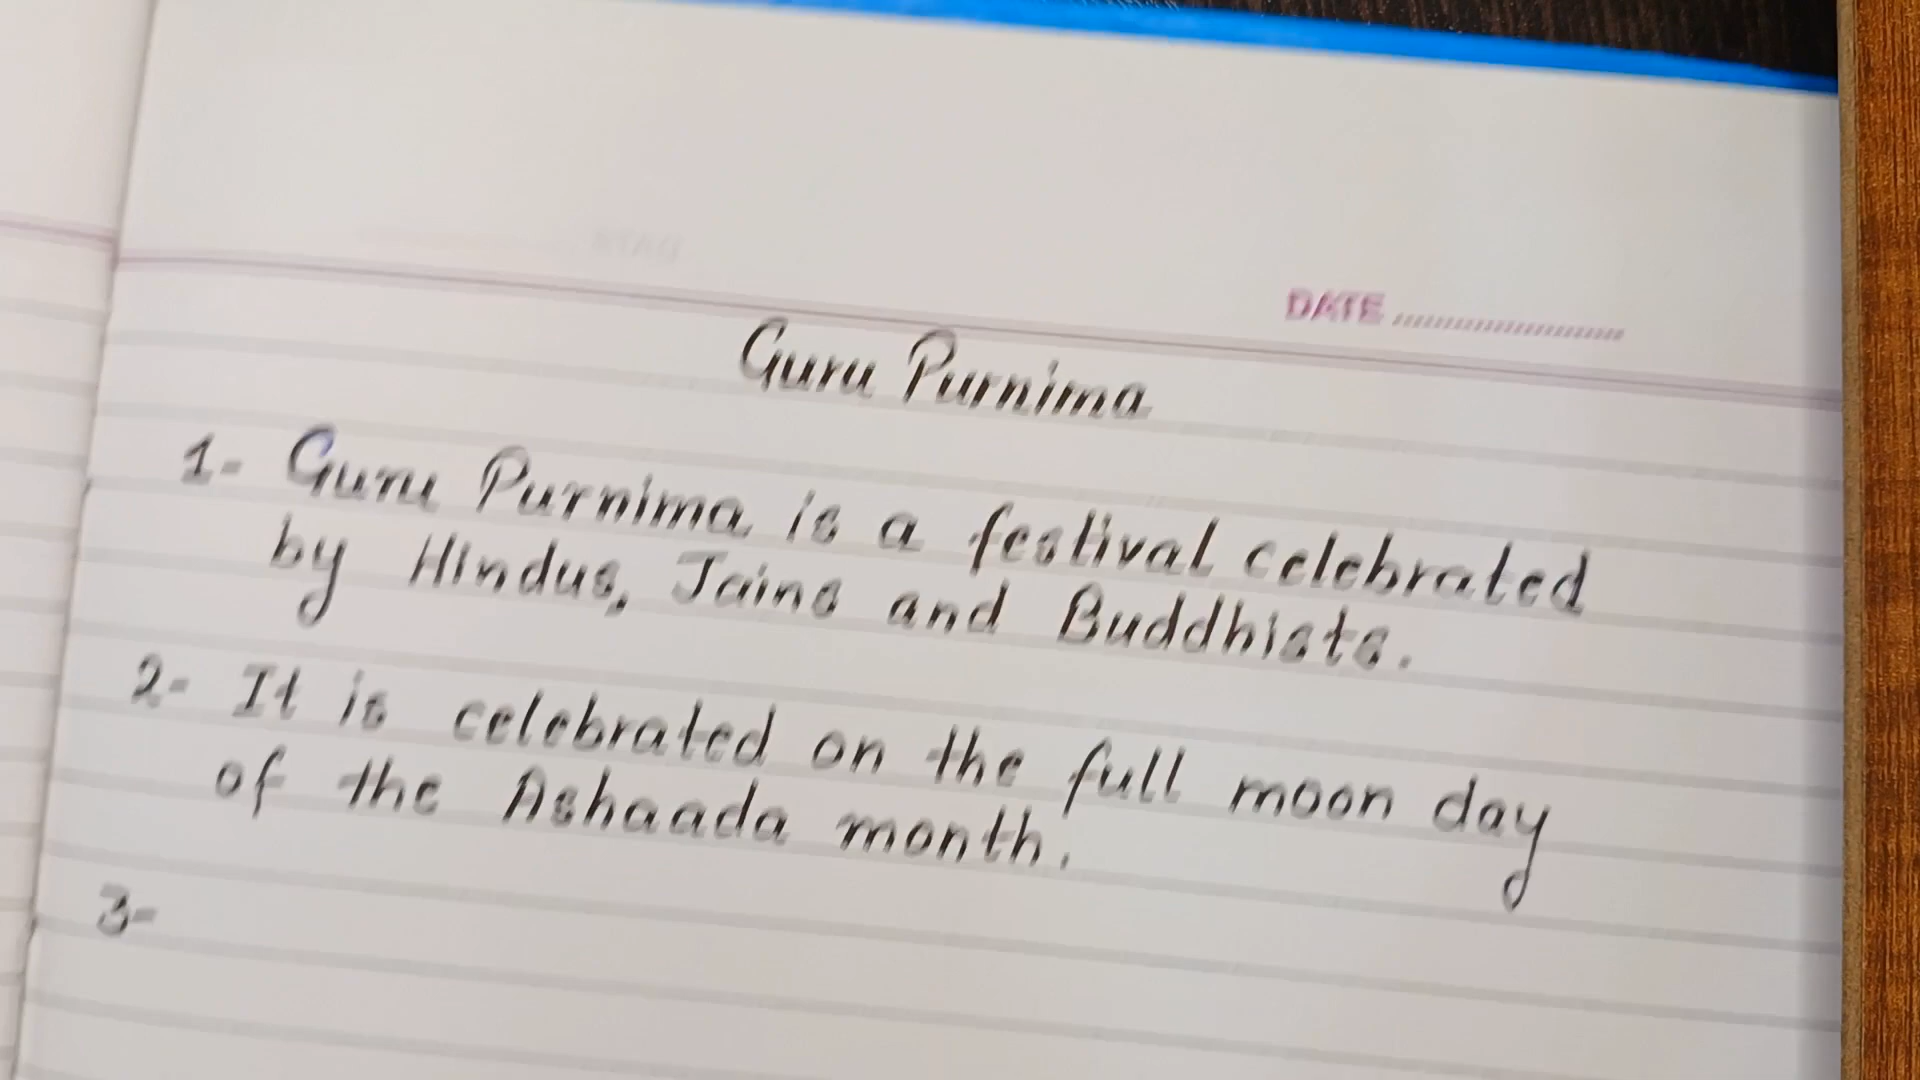 DATE ........................
Guru Purnima
1- Guru Purnima is a festival celebrated
by Hindus, Jains and Buddhists.
2- It is celebrated on the full moon day
of the Ashaada month.
3-